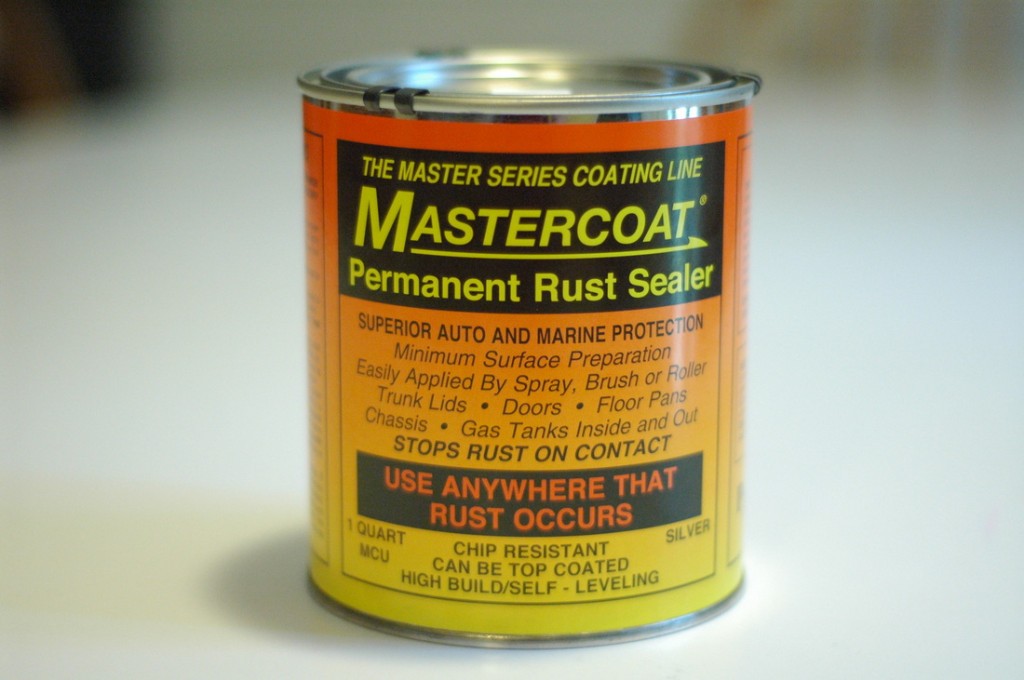 THE MASTER SERIES COATING LINE
MASTERCOAT®
Permanent Rust Sealer
SUPERIOR AUTO AND MARINE PROTECTION
Minimum Surface Preparation
Easily Applied By Spray, Brush or Roller
Trunk Lids • Doors • Floor Pans
Chassis • Gas Tanks Inside and Out
STOPS RUST ON CONTACT
USE ANYWHERE THAT
RUST OCCURS
1 QUART
MCU
SILVER
CHIP RESISTANT
CAN BE TOP COATED
HIGH BUILD/SELF - LEVELING